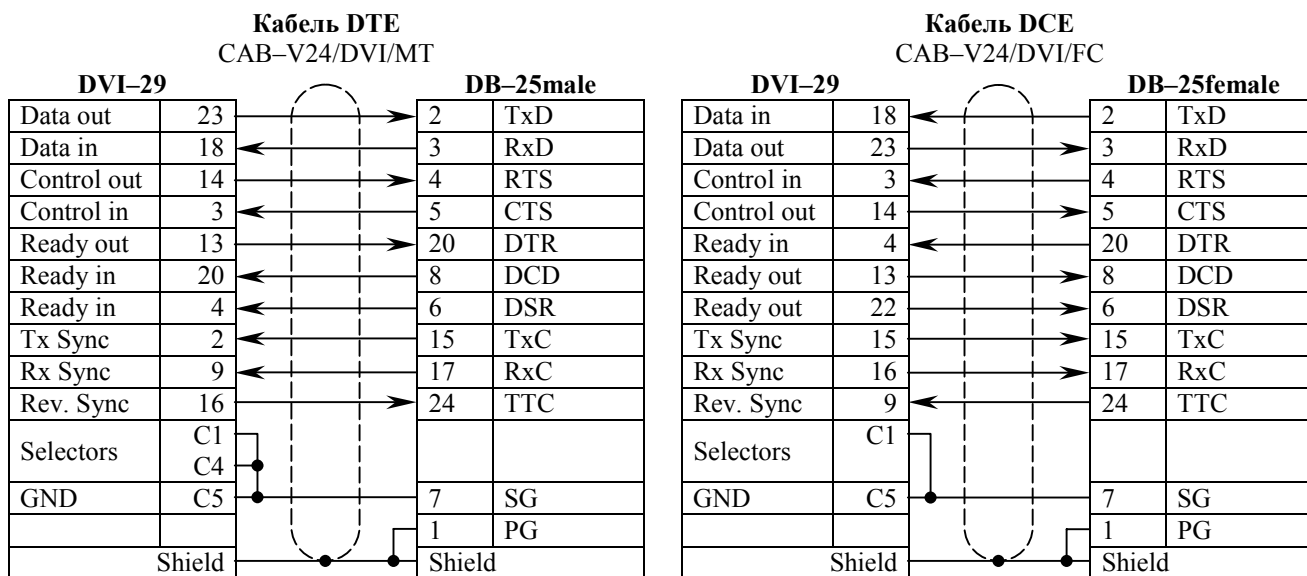 Кабель DTE
CAB–V24/DVI/MT
DVI–29 DB–25male
Data out 23 2 TxD
Data in 18 3 RxD
Control out 14 4 RTS
Control in 3 5 CTS
Ready out 13 20 DTR
Ready in 20 8 DCD
Ready in 4 6 DSR
Tx Sync 2 15 TxC
Rx Sync 9 17 RxC
Rev. Sync 16 24 TTC
Selectors C1
C4
GND C5 7 SG
1 PG
Shield Shield
Кабель DCE
CAB–V24/DVI/FC
DVI–29 DB–25female
Data in 18 2 TxD
Data out 23 3 RxD
Control in 3 4 RTS
Control out 14 5 CTS
Ready in 4 20 DTR
Ready out 13 8 DCD
Ready out 22 6 DSR
Tx Sync 15 15 TxC
Rx Sync 16 17 RxC
Rev. Sync 9 24 TTC
Selectors C1
GND C5 7 SG
1 PG
Shield Shield